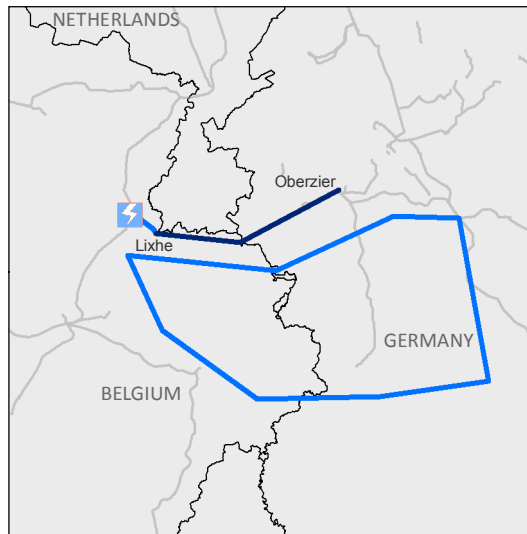 NETHERLANDS
Oberzier
Lixhe
GERMANY
BELGIUM